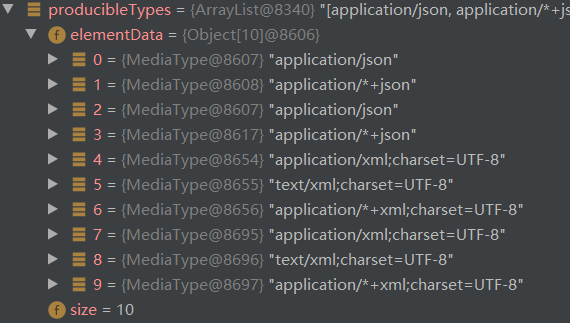 producibleTypes = {ArrayList@8340} "[application/json, application/*+js
elementData = {Object[10]@8606}
0 = {MediaType@8607} "application/json"
1 = {MediaType@8608} "application/*+json"
2 = {MediaType@8607} "application/json"
3 = {MediaType@8617} "application/*+json"
4 = {MediaType@8654} "application/xml;charset=UTF-8"
5 = {MediaType@8655} "text/xml;charset=UTF-8"
6 = {MediaType@8656} "application/*+xml;charset=UTF-8"
7 = {MediaType@8695} "application/xml;charset=UTF-8"
8 = {MediaType@8696} "text/xml;charset=UTF-8"
9 = {MediaType@8697} "application/*+xml;charset=UTF-8"
size = 10